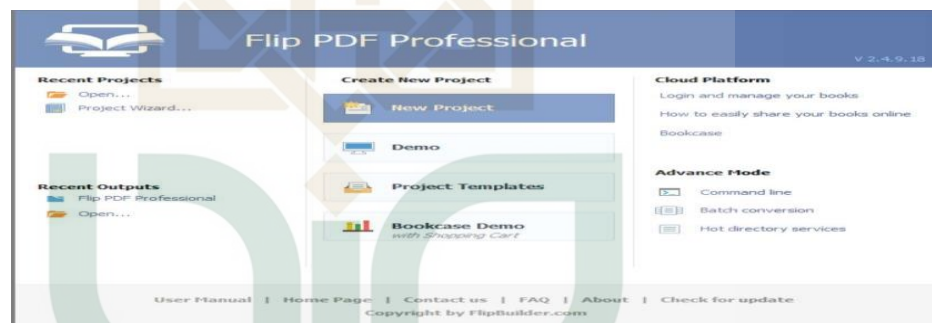 Flip PDF Professional
V 2.4.9.18
Recent Projects
Open...
Project Wizard...
Recent Outputs
Flip PDF Professional
Open...
Create New Project
New Project
Demo
Project Templates
Bookcase Demo
with Shopping Cart
Cloud Platform
Login and manage your books
How to easily share your books online
Bookcase
Advance Mode
Command line
Batch conversion
Hot directory services
User Manual | Home Page | Contact us | FAQ | About | Check for update
Copyright by FlipBuilder.com